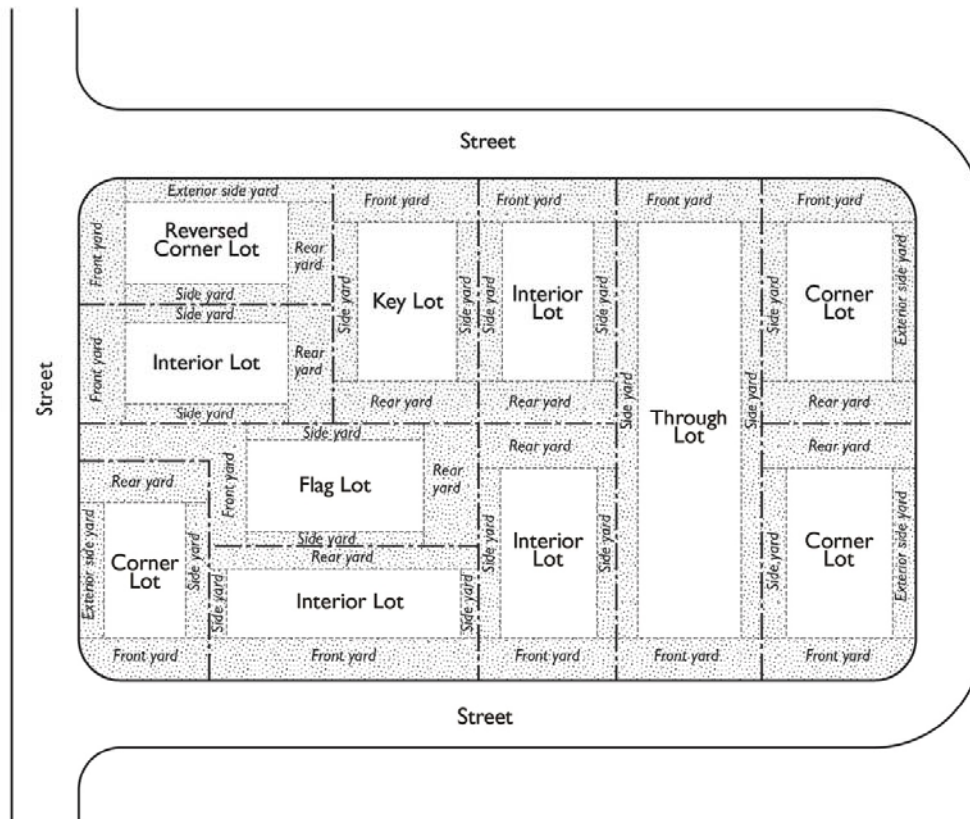 Street
Exterior side yard
Front yard
Reversed
Corner Lot
Rear
yard
Side yard
Front yard
Side yard
Key Lot
Side yard
Rear yard
Front yard
Side yard
Interior
Lot
Side yard
Rear yard
Front yard
Side yard
Through
Lot
Side yard
Front yard
Front yard
Side yard
Corner
Lot
Exterior side yard
Rear yard
Street
Side yard
Front yard
Interior Lot
Rear
yard
Side yard
Side yard
Front yard
Flag Lot
Rear
yard
Side yard
Rear yard
Exterior side yard
Corner
Lot
Side yard
Front yard
Rear yard
Side yard
Interior Lot
Side yard
Front yard
Rear yard
Side yard
Interior
Lot
Side yard
Front yard
Rear yard
Side yard
Corner
Lot
Exterior side yard
Front yard
Street